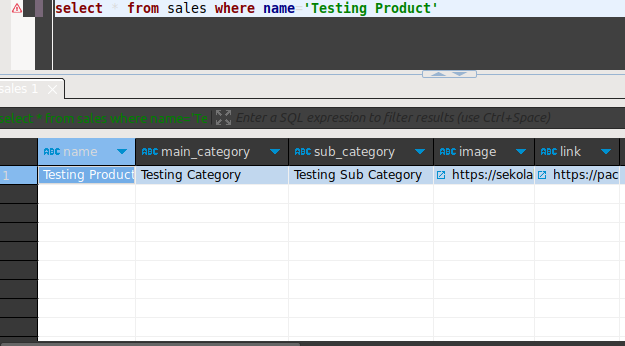 select * from sales where name='Testing Product'
sales 1
select * from sales where name='Te
Enter a SQL expression to filter results (use Ctrl+Space)
ABC name ABC main_category ABC sub_category ABC image ABC link
1 Testing Product Testing Category Testing Sub Category https://sekola https://pac